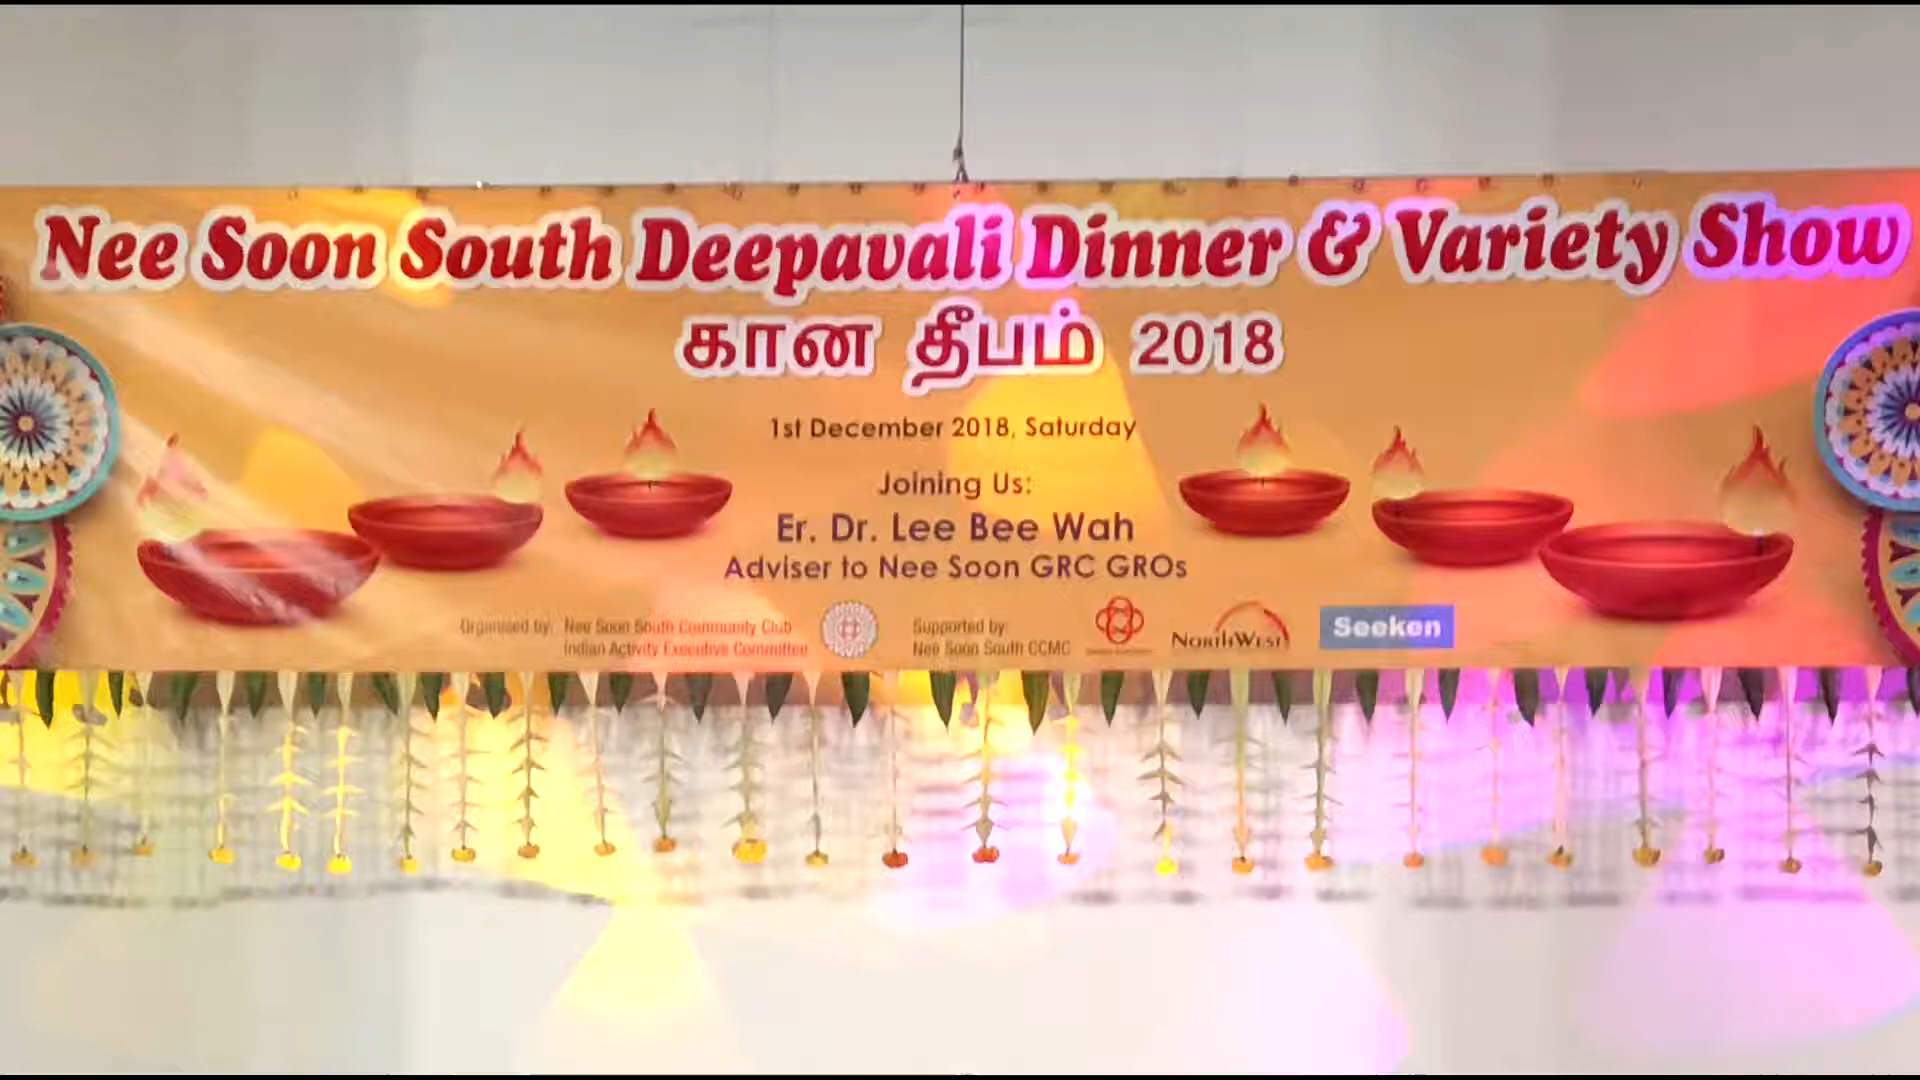 Nee Soon South Deepavali Dinner & Variety Show
கான தீபம் 2018
1st December 2018, Saturday
Joining Us:
Er. Dr. Lee Bee Wah
Adviser to Nee Soon GRC GROs
Organised by: Nee Soon South Community Club
Indian Activity Executive Committee
Supported by:
Nee Soon South CCMC
NORTHWEST
Seeken